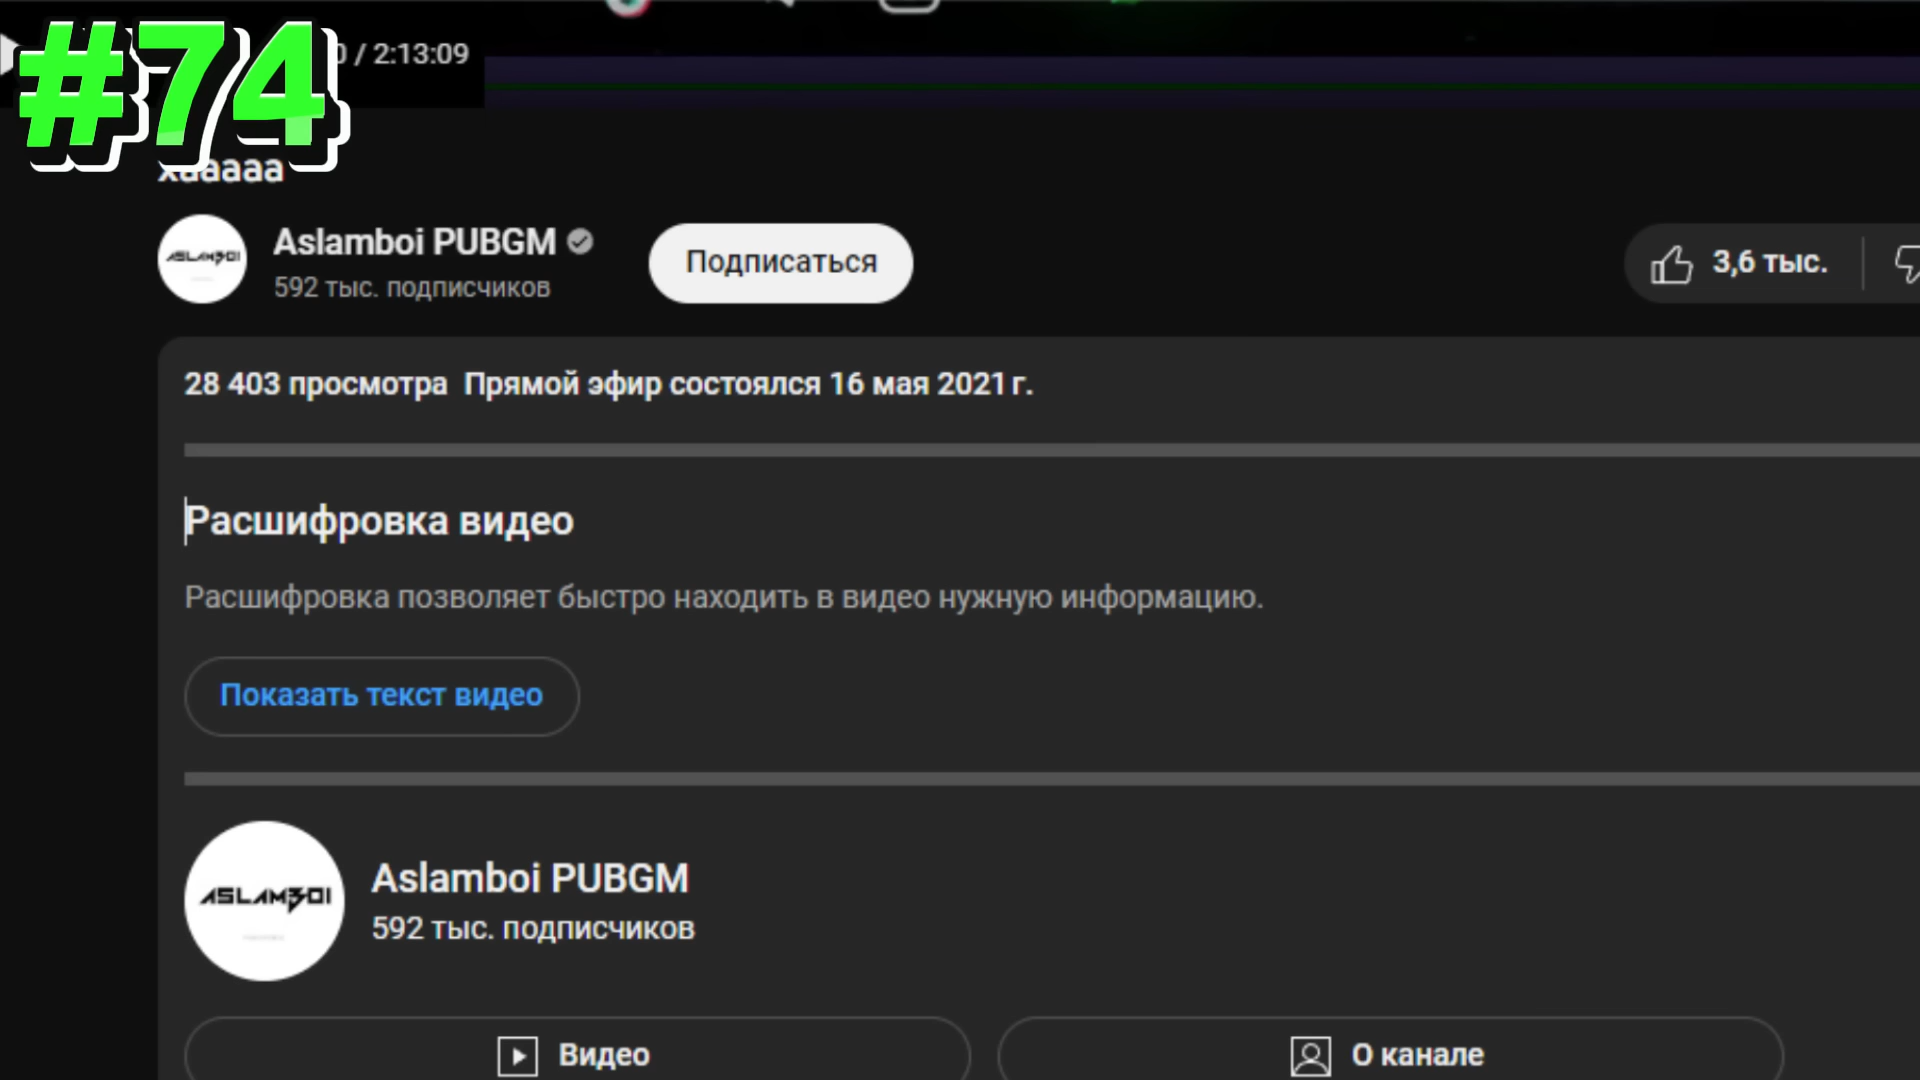 #74
/ 2:13:09
хааааа
Aslamboi PUBGM
592 тыс. подписчиков
Подписаться
3,6 тыс.
28 403 просмотра Прямой эфир состоялся 16 мая 2021 г.
Расшифровка видео
Расшифровка позволяет быстро находить в видео нужную информацию.
Показать текст видео
ASLAMBOI
Aslamboi PUBGM
592 тыс. подписчиков
Видео
О канале